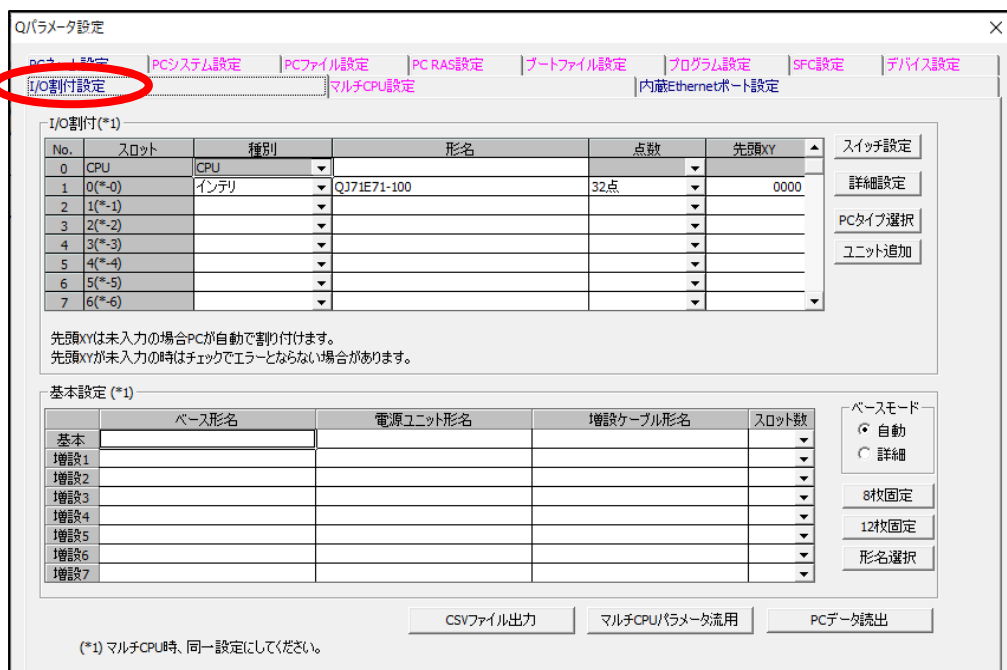 Qパラメータ設定
PCネット設定 PCシステム設定 PCファイル設定 PC RAS設定 ブートファイル設定 プログラム設定 SFC設定 デバイス設定
I/O割付設定 マルチCPU設定 内蔵Ethernetポート設定
I/O割付(*1)
No. スロット 種別 形名 点数 先頭XY
0 CPU CPU
1 0(*-0) インテリ QJ71E71-100 32点 0000
2 1(*-1)
3 2(*-2)
4 3(*-3)
5 4(*-4)
6 5(*-5)
7 6(*-6)
スイッチ設定
詳細設定
PCタイプ選択
ユニット追加
先頭XYは未入力の場合PCが自動で割り付けます。
先頭XYが未入力の時はチェックでエラーとならない場合があります。
基本設定 (*1)
ベース形名 電源ユニット形名 増設ケーブル形名 スロット数
基本
増設1
増設2
増設3
増設4
増設5
増設6
増設7
ベースモード
自動
詳細
8枚固定
12枚固定
形名選択
CSVファイル出力 マルチCPUパラメータ流用 PCデータ読出
(*1) マルチCPU時、同一設定にしてください。